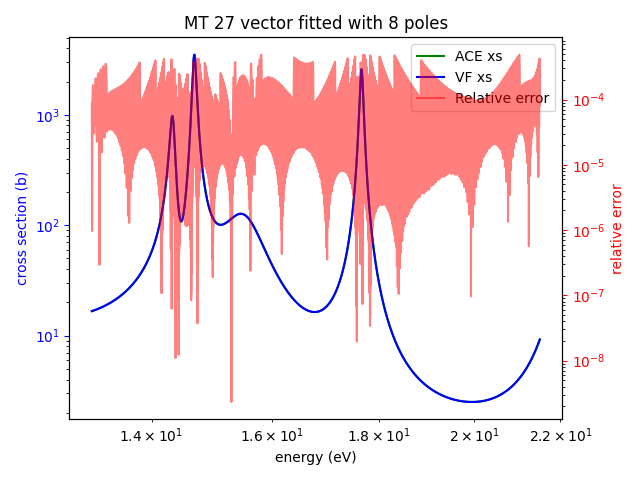 MT 27 vector fitted with 8 poles
ACE xs
VF xs
Relative error
cross section (b)
10³
10²
10¹
10⁻⁴
10⁻⁵
10⁻⁶
10⁻⁷
10⁻⁸
relative error
1.4 × 10¹ 1.6 × 10¹ 1.8 × 10¹ 2 × 10¹ 2.2 × 10¹
energy (eV)